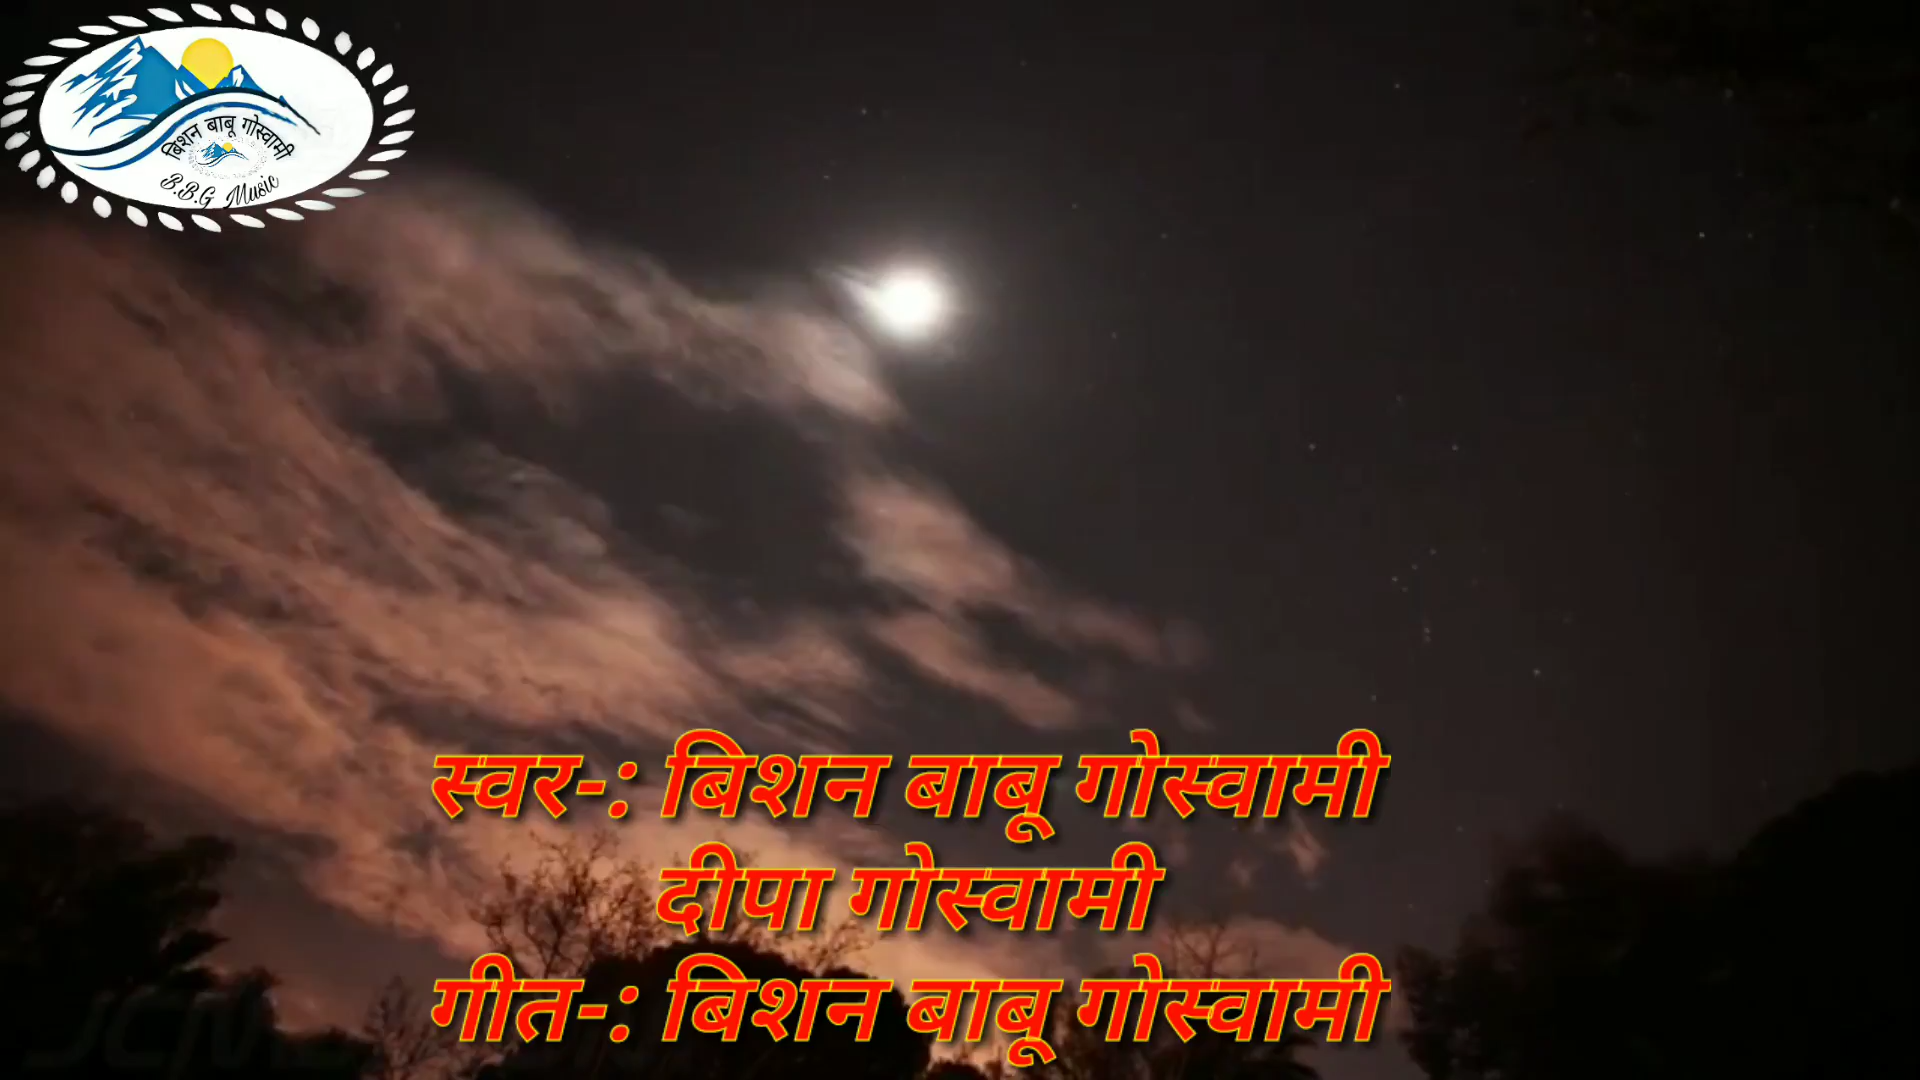 बिशन बाबू गोस्वामी
B.B.G Music
स्वर-: बिशन बाबू गोस्वामी
दीपा गोस्वामी
गीत-: बिशन बाबू गोस्वामी